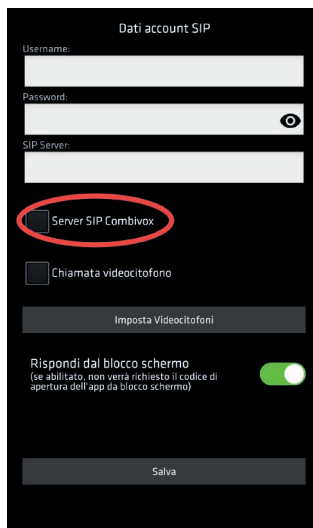 Dati account SIP
Username:
Password:
SIP Server:
Server SIP Combivox
Chiamata videocitofono
Imposta Videocitofoni
Rispondi dal blocco schermo
(se abilitato, non verrà richiesto il codice di
apertura dell'app da blocco schermo)
Salva